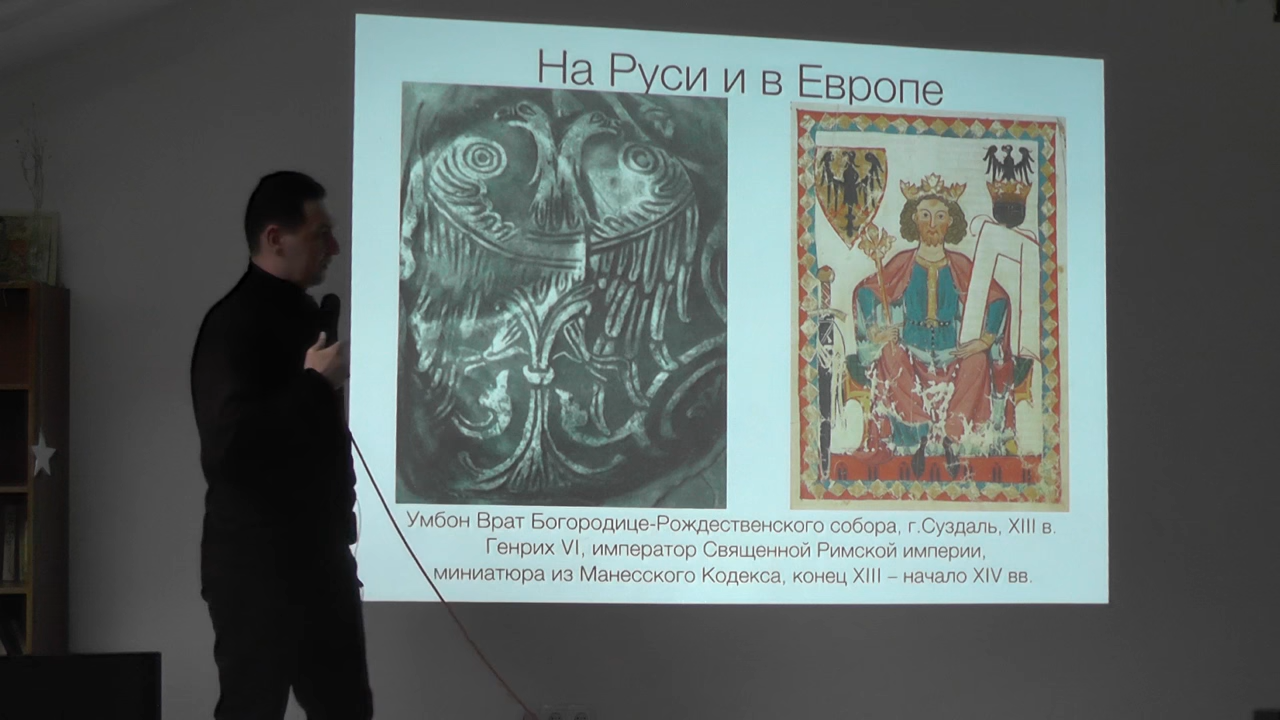 На Руси и в Европе
Умбон Врат Богородице-Рождественского собора, г.Суздаль, XIII в.
Генрих VI, император Священной Римской империи,
миниатюра из Манесского Кодекса, конец XIII – начало XIV вв.